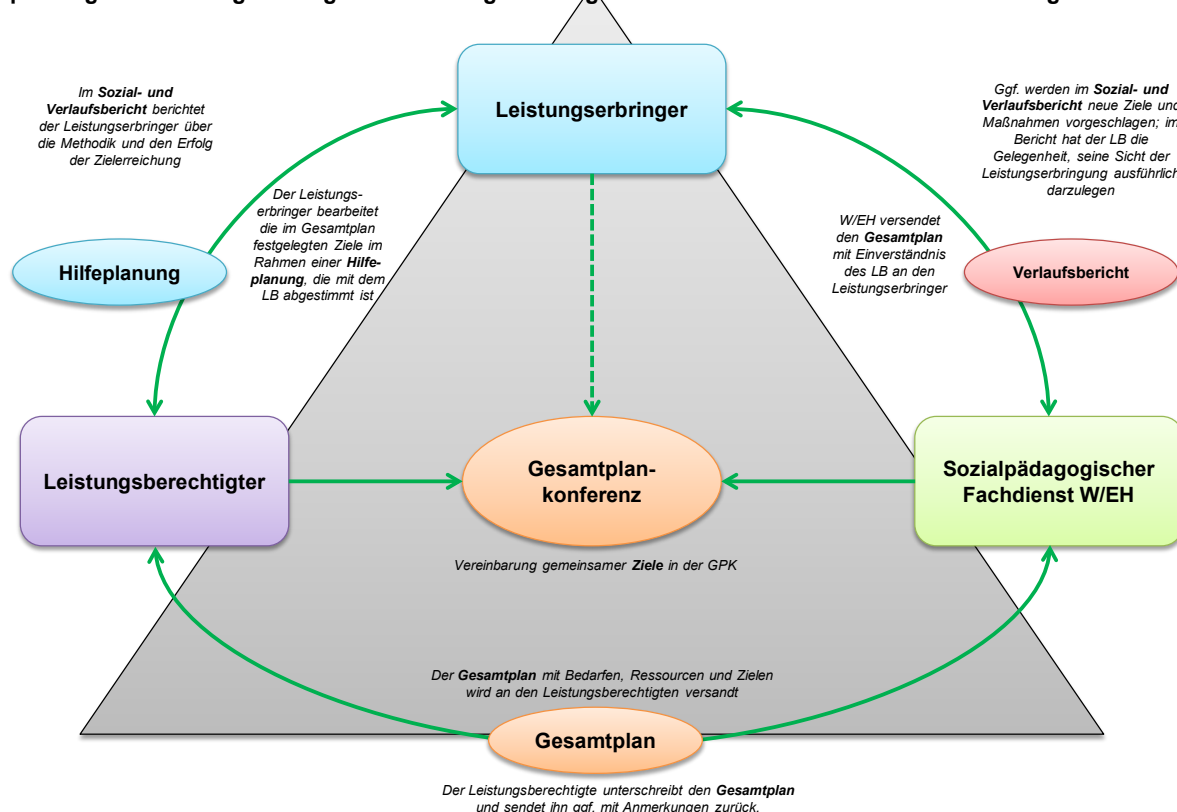 Leistungserbringer
Im Sozial- und
Verlaufsbericht berichtet
der Leistungserbringer über
die Methodik und den Erfolg
der Zielerreichung
Ggf. werden im Sozial- und
Verlaufsbericht neue Ziele und
Maßnahmen vorgeschlagen; im
Bericht hat der LB die
Gelegenheit, seine Sicht der
Leistungserbringung ausführlich
darzulegen
Der Leistungs-
erbringer bearbeitet
die im Gesamtplan
festgelegten Ziele im
Rahmen einer Hilfe-
planung, die mit dem
LB abgestimmt ist
W/EH versendet
den Gesamtplan
mit Einverständnis
des LB an den
Leistungserbringer
Hilfeplanung
Verlaufsbericht
Leistungsberechtigter
Gesamtplan-
konferenz
Sozialpädagogischer
Fachdienst W/EH
Vereinbarung gemeinsamer Ziele in der GPK
Der Gesamtplan mit Bedarfen, Ressourcen und Zielen
wird an den Leistungsberechtigten versandt
Gesamtplan
Der Leistungsberechtigte unterschreibt den Gesamtplan
und sendet ihn ggf. mit Anmerkungen zurück.